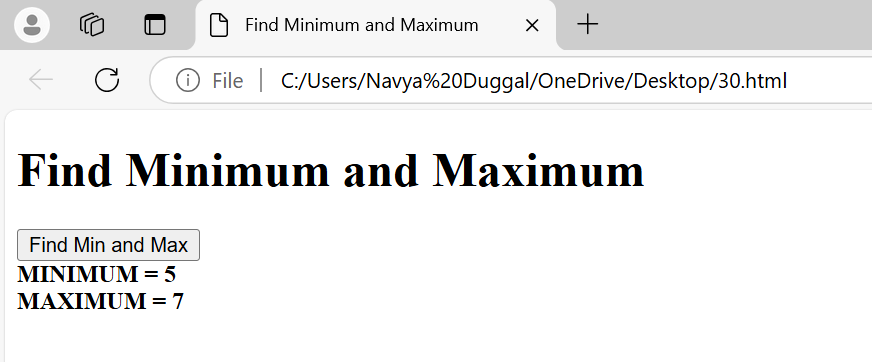 Find Minimum and Maximum
File | C:/Users/Navya%20Duggal/OneDrive/Desktop/30.html
Find Minimum and Maximum
Find Min and Max
MINIMUM = 5
MAXIMUM = 7